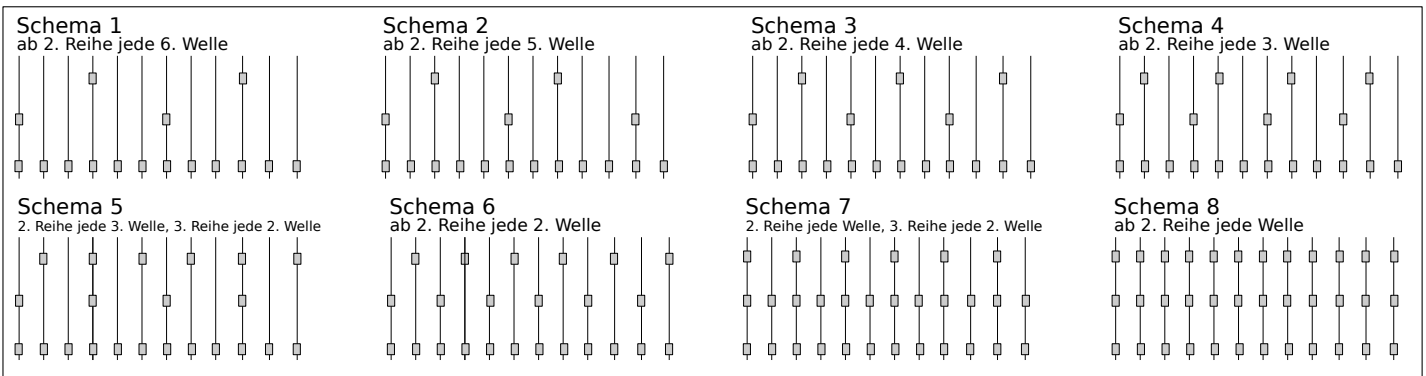 Schema 1
ab 2. Reihe jede 6. Welle
Schema 2
ab 2. Reihe jede 5. Welle
Schema 3
ab 2. Reihe jede 4. Welle
Schema 4
ab 2. Reihe jede 3. Welle
Schema 5
2. Reihe jede 3. Welle, 3. Reihe jede 2. Welle
Schema 6
ab 2. Reihe jede 2. Welle
Schema 7
2. Reihe jede Welle, 3. Reihe jede 2. Welle
Schema 8
ab 2. Reihe jede Welle